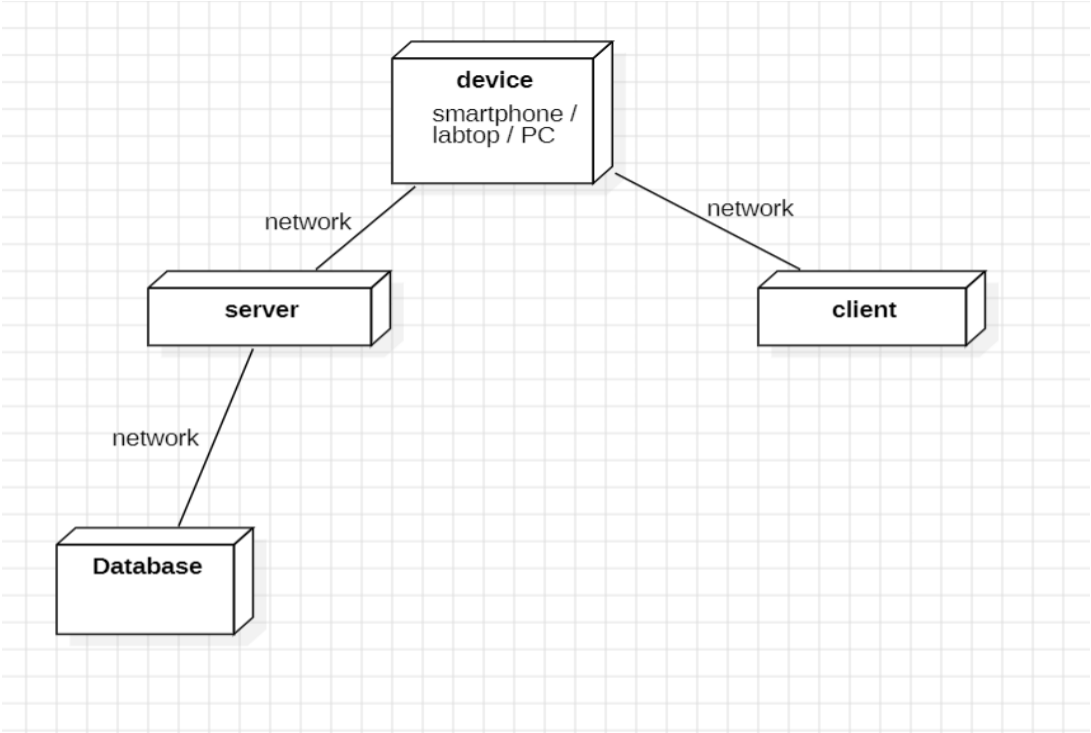 device
smartphone /
labtop / PC
network
network
server
client
network
Database